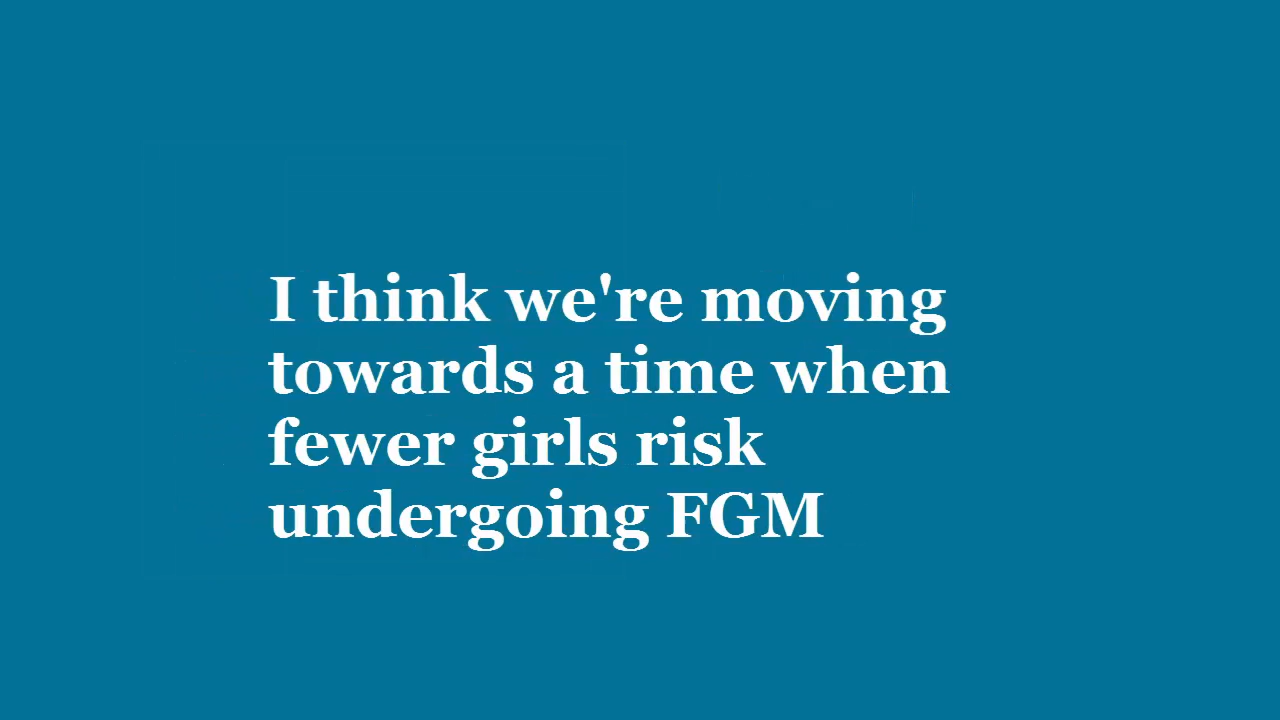 I think we're moving
towards a time when
fewer girls risk
undergoing FGM